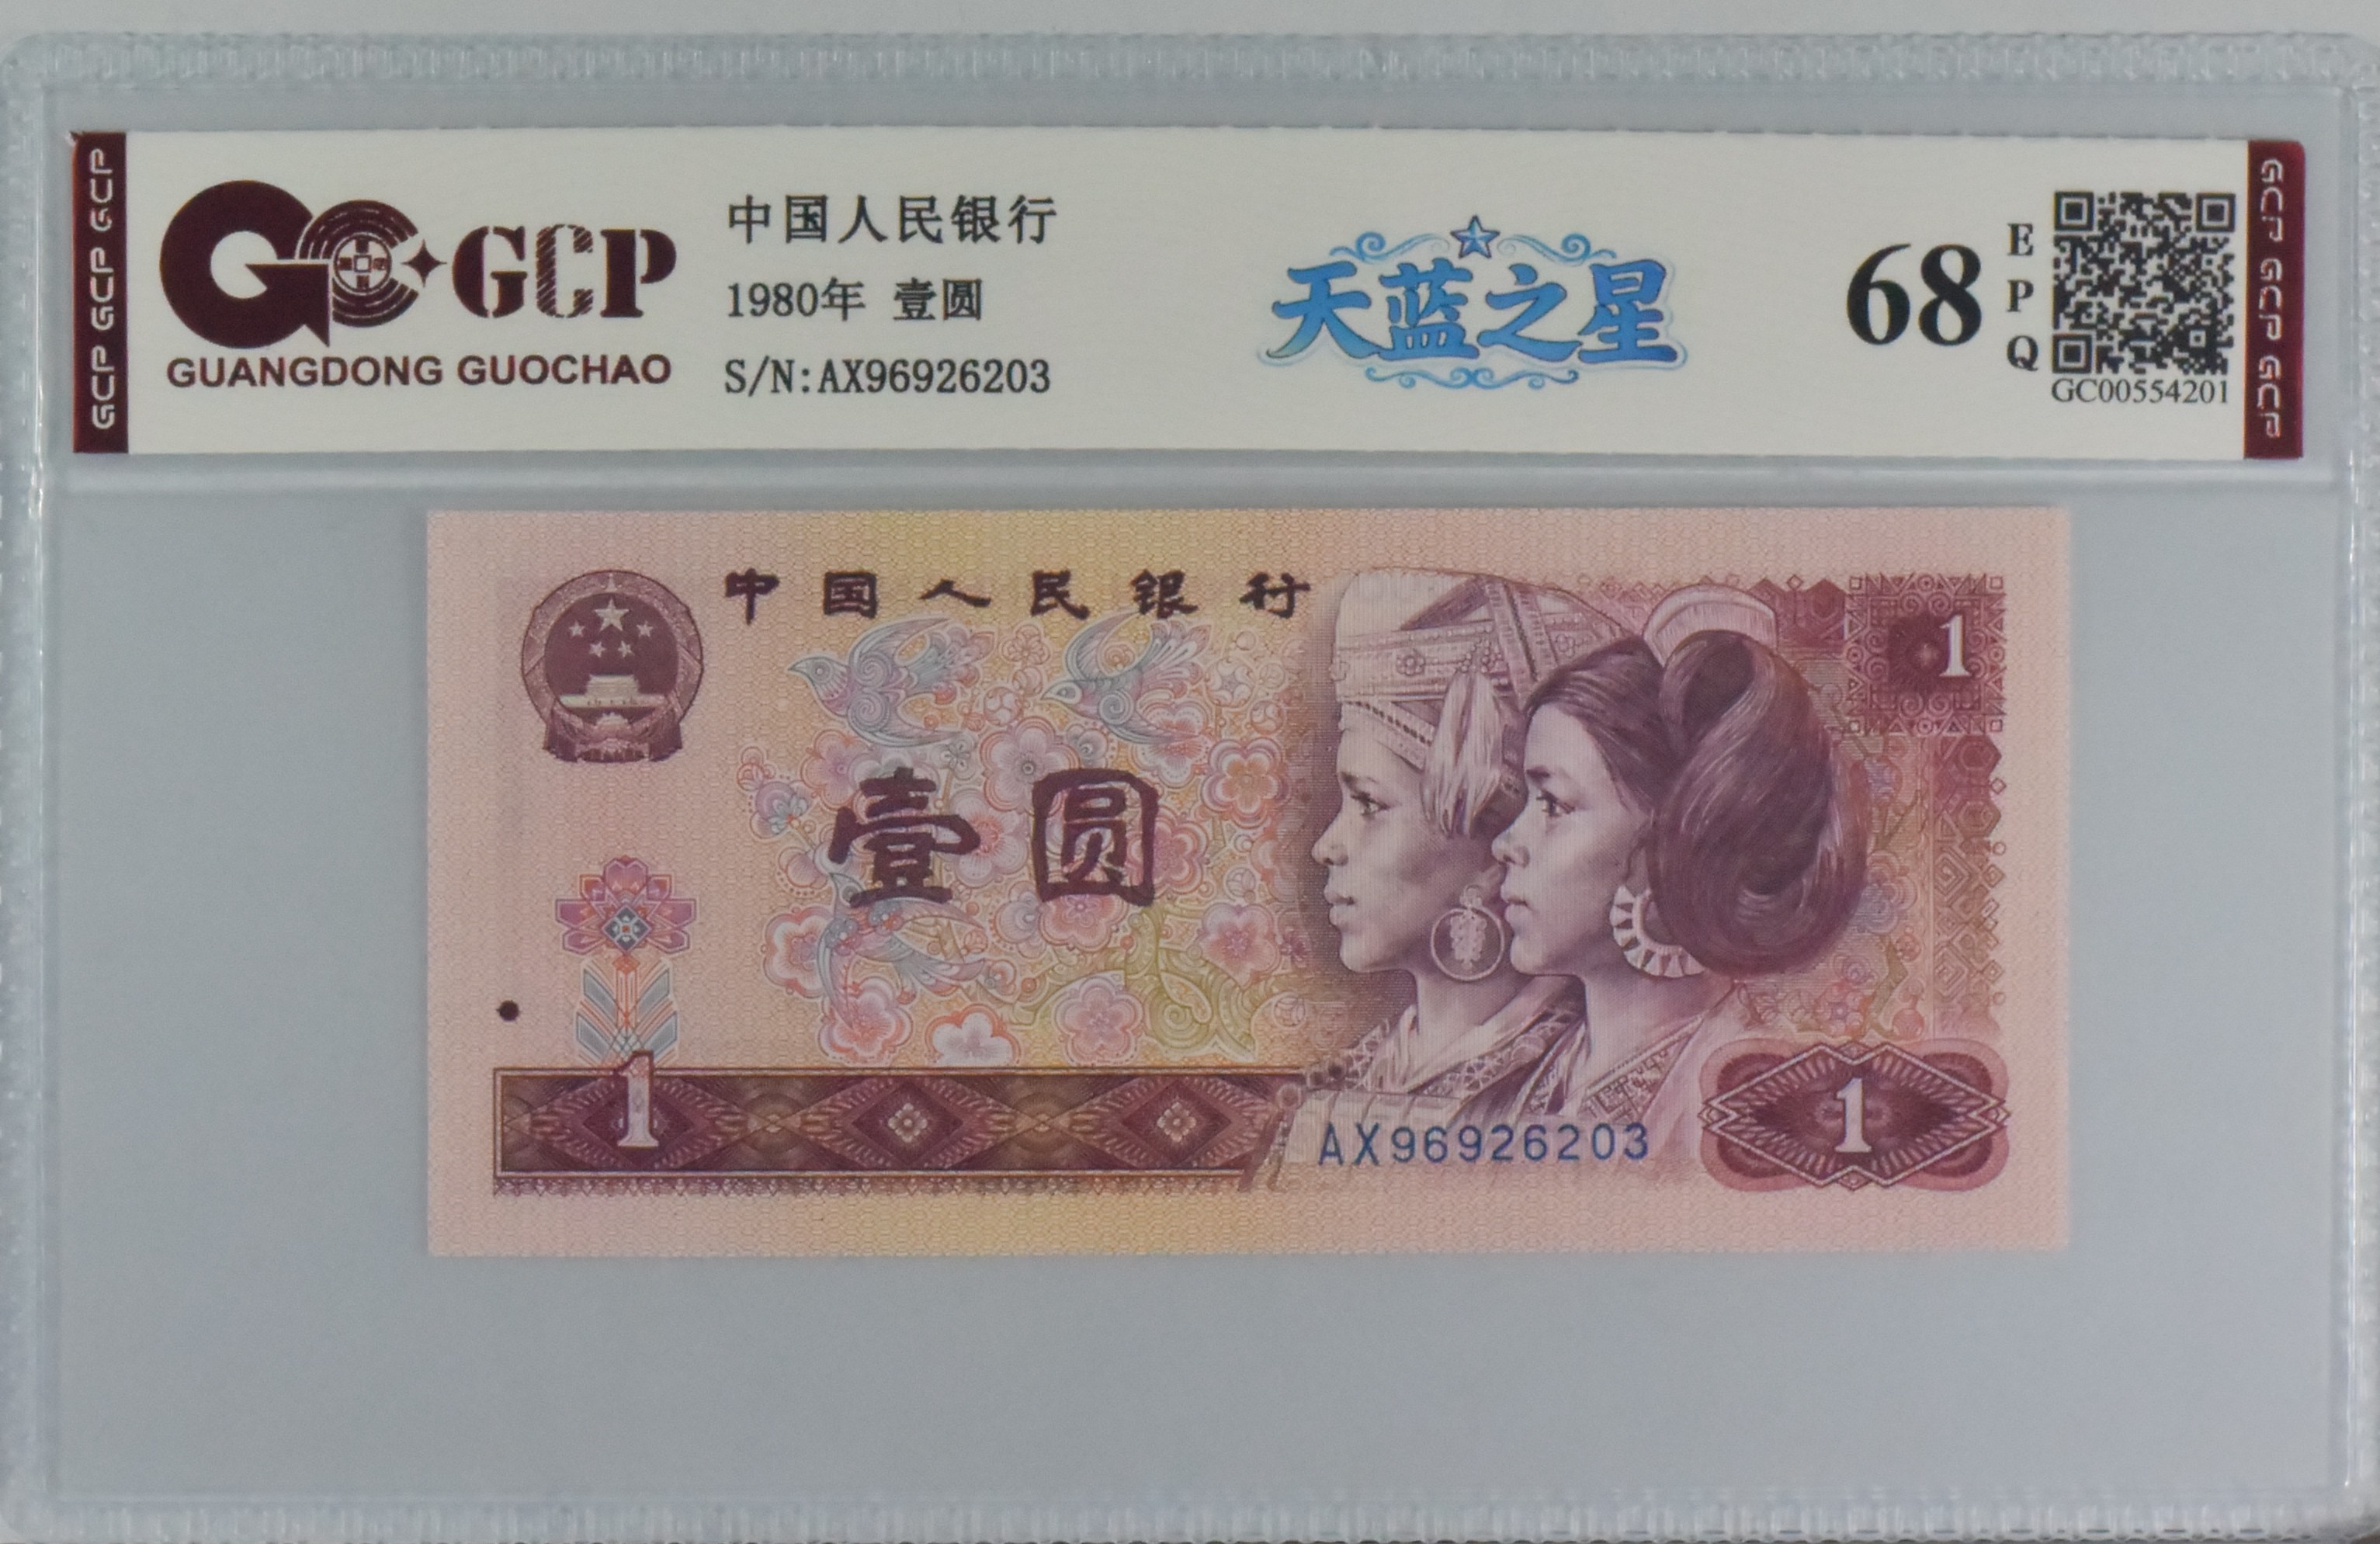 GCP GCP GCP
GCP
GUANGDONG GUOCHAO
中国人民银行
1980年 壹圆
S/N:AX96926203
天蓝之星
68
EPQ
GC00554201
GCP GCP GCP
中国人民银行
1
壹圆
1
AX96926203
1